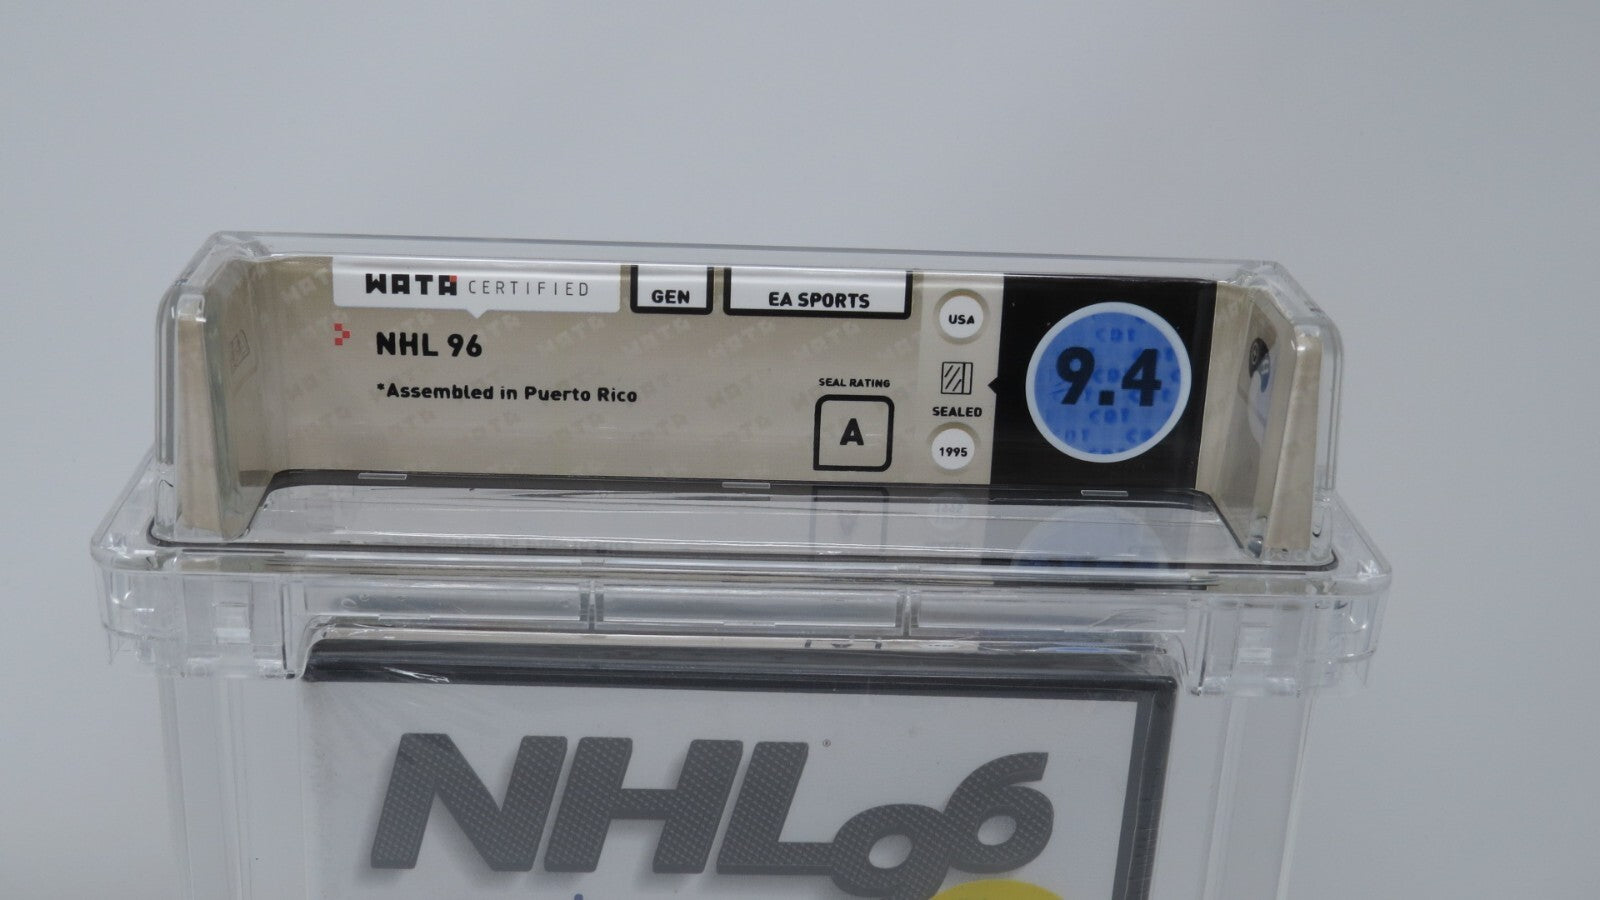 WATA CERTIFIED
GEN
EA SPORTS
NHL 96
*Assembled in Puerto Rico
SEAL RATING
A
USA
SEALED
1995
9.4
NHL96